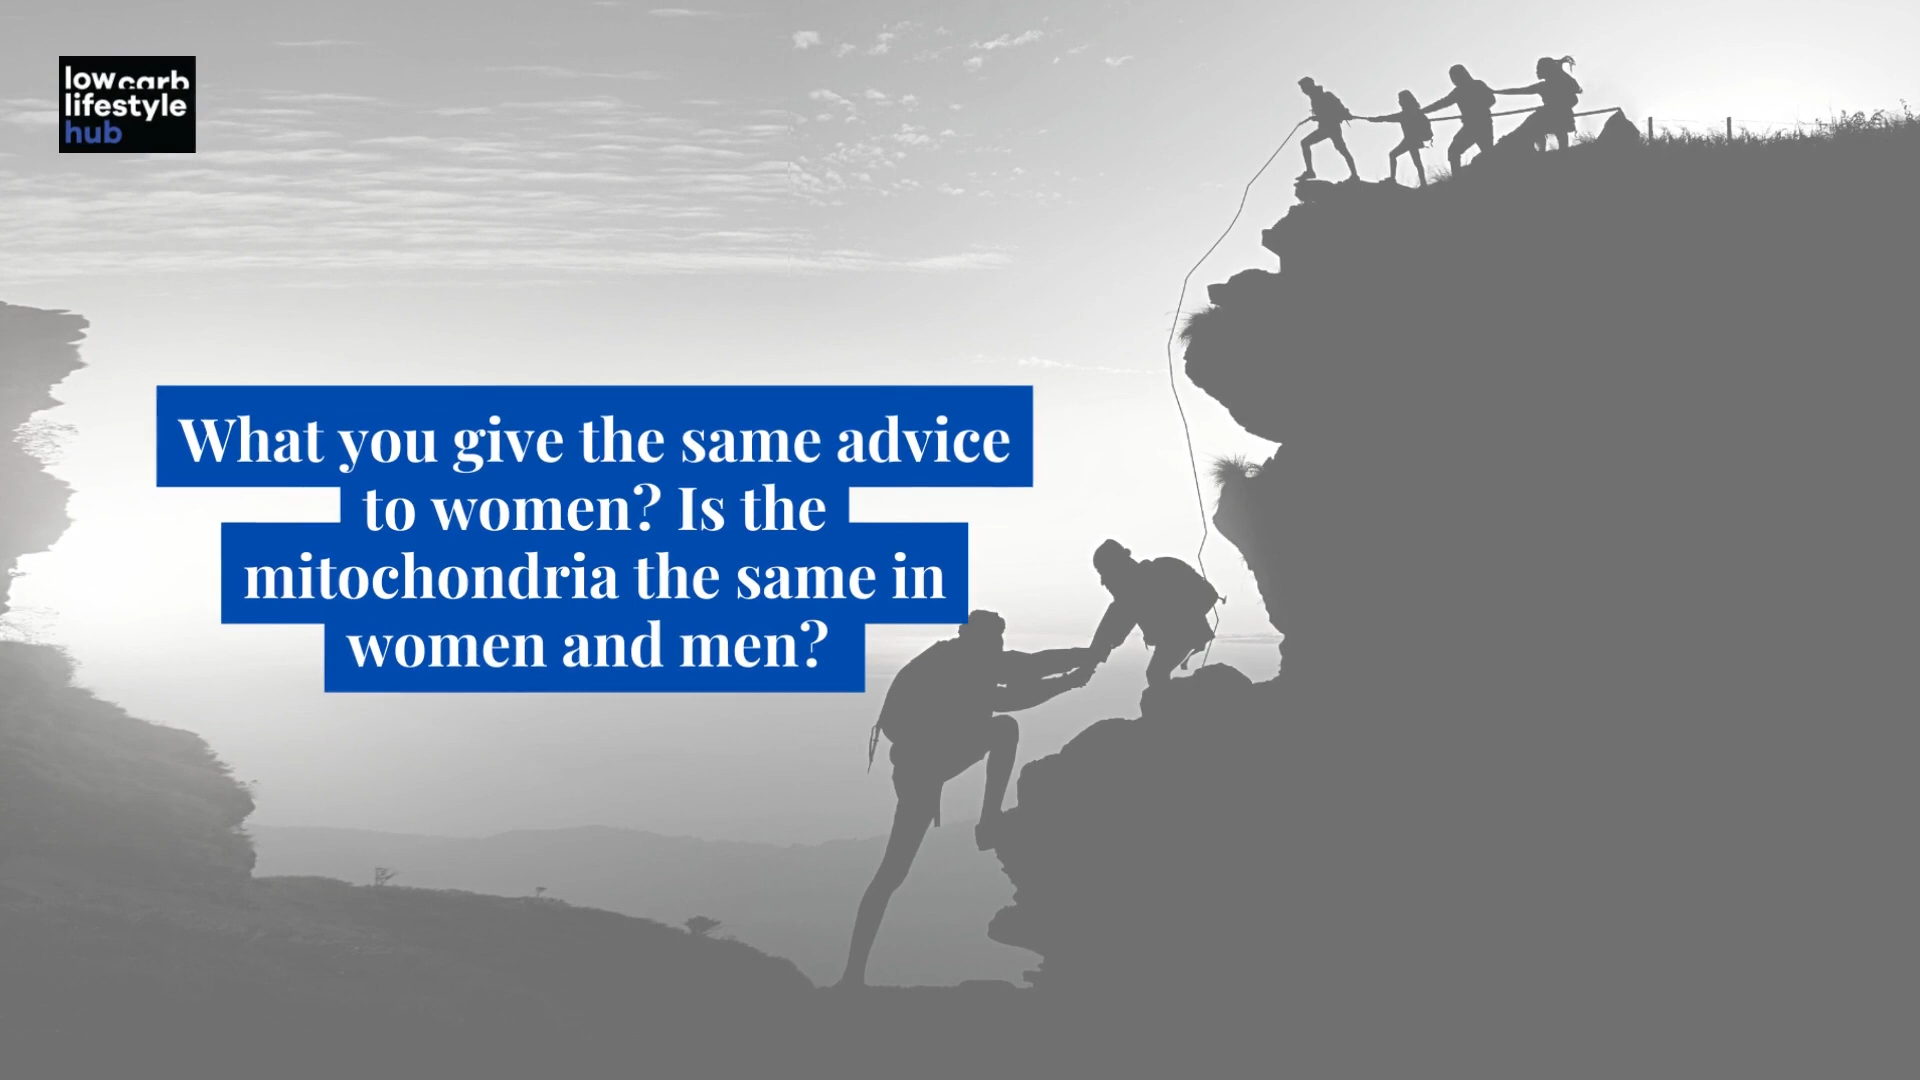 low carb
lifestyle
hub
What you give the same advice
to women? Is the
mitochondria the same in
women and men?